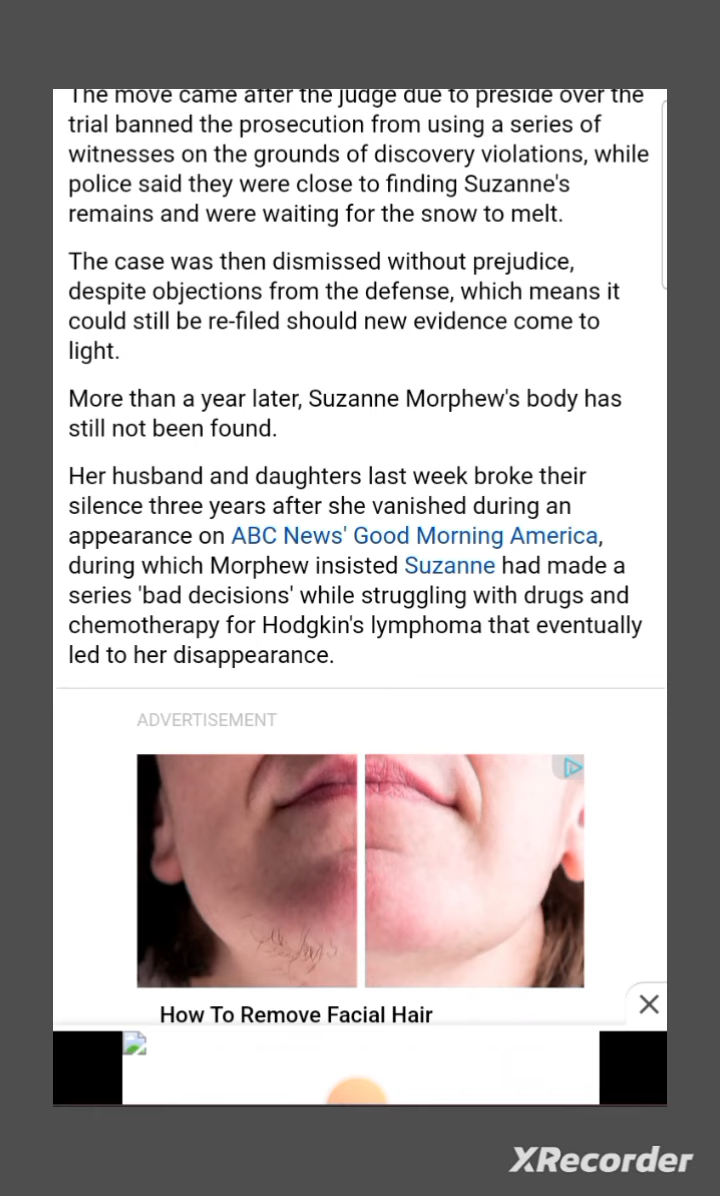 The move came after the judge due to preside over the
trial banned the prosecution from using a series of
witnesses on the grounds of discovery violations, while
police said they were close to finding Suzanne's
remains and were waiting for the snow to melt.
The case was then dismissed without prejudice,
despite objections from the defense, which means it
could still be re-filed should new evidence come to
light.
More than a year later, Suzanne Morphew's body has
still not been found.
Her husband and daughters last week broke their
silence three years after she vanished during an
appearance on ABC News' Good Morning America,
during which Morphew insisted Suzanne had made a
series 'bad decisions' while struggling with drugs and
chemotherapy for Hodgkin's lymphoma that eventually
led to her disappearance.
ADVERTISEMENT
How To Remove Facial Hair
XRecorder